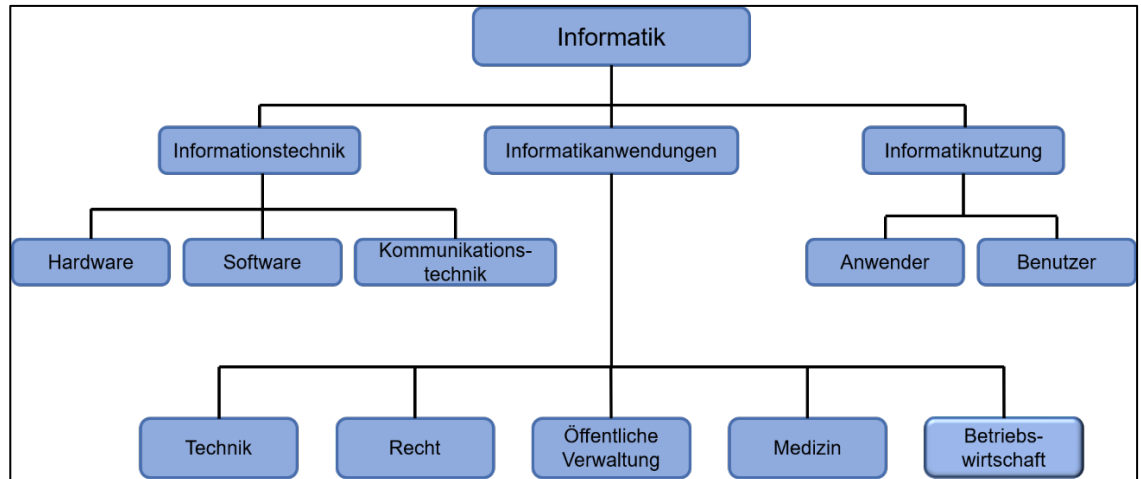 Informatik
Informationstechnik
Informatikanwendungen
Informatiknutzung
Hardware
Software
Kommunikations-
technik
Anwender
Benutzer
Technik
Recht
Öffentliche
Verwaltung
Medizin
Betriebs-
wirtschaft